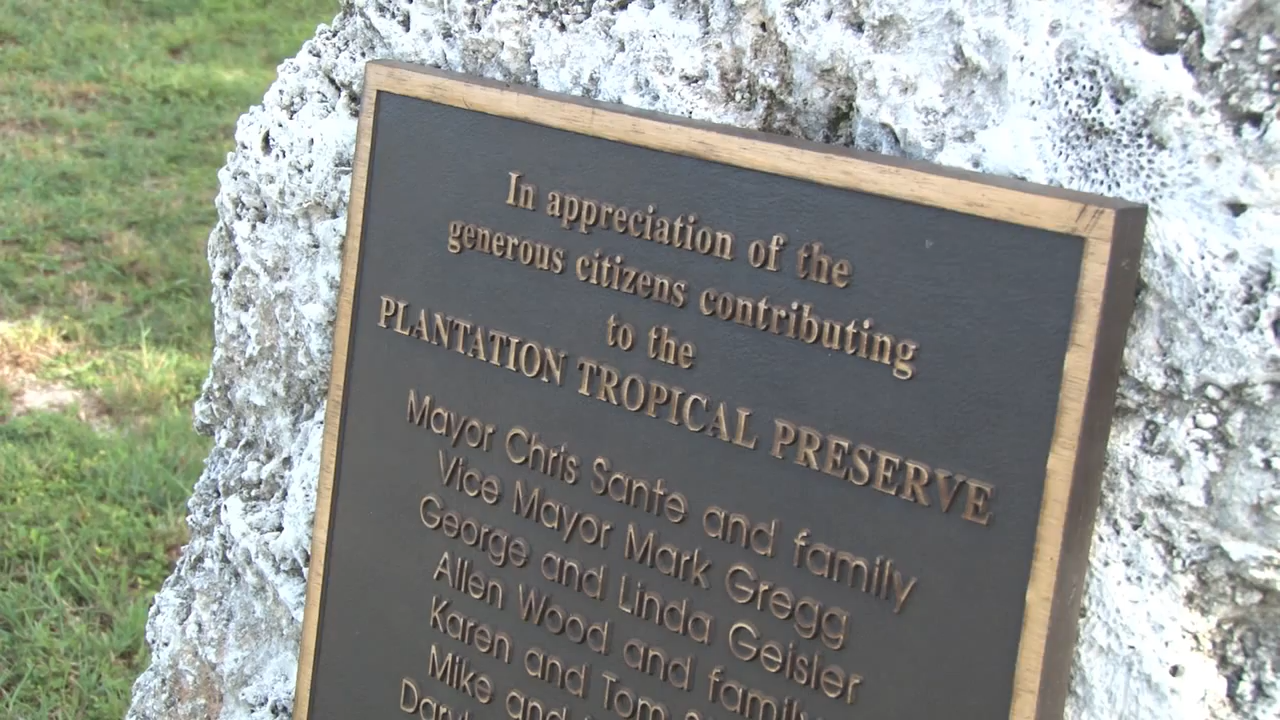 In appreciation of the
generous citizens contributing
to the
PLANTATION TROPICAL PRESERVE
Mayor Chris Sante and family
Vice Mayor Mark Gregg
George and Linda Geisler
Allen Wood and family
Karen and Tom
Mike and